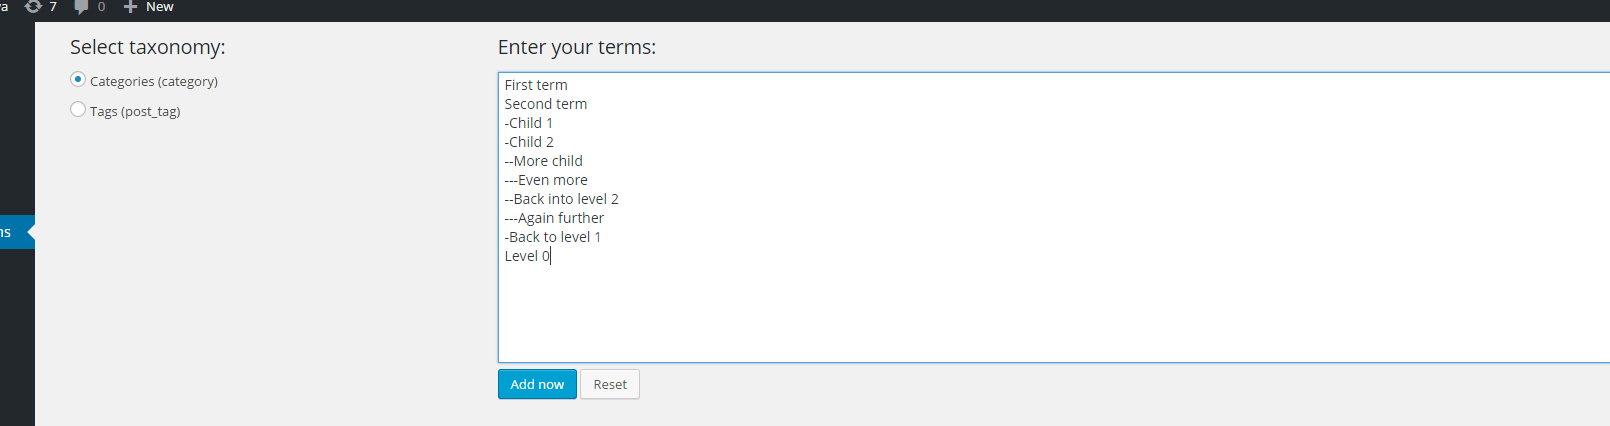 7 0 New
Select taxonomy:
Categories (category)
Tags (post_tag)
Enter your terms:
First term
Second term
-Child 1
-Child 2
--More child
---Even more
--Back into level 2
---Again further
-Back to level 1
Level 0
Add now
Reset